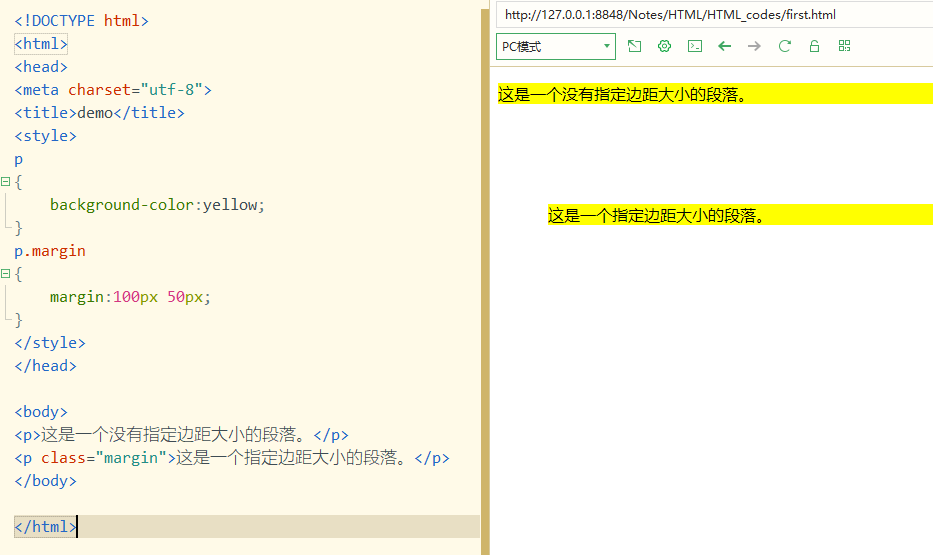 <!DOCTYPE html>
<html>
<head>
<meta charset="utf-8">
<title>demo</title>
<style>
p
{
    background-color:yellow;
}
p.margin
{
    margin:100px 50px;
}
</style>
</head>
<body>
<p>这是一个没有指定边距大小的段落。</p>
<p class="margin">这是一个指定边距大小的段落。</p>
</body>
</html>
http://127.0.0.1:8848/Notes/HTML/HTML_codes/first.html
PC模式
这是一个没有指定边距大小的段落。
这是一个指定边距大小的段落。